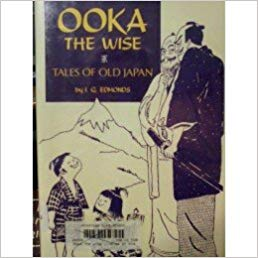 OOKA
THE WISE
TALES OF OLD JAPAN
by I. G. EDMONDS